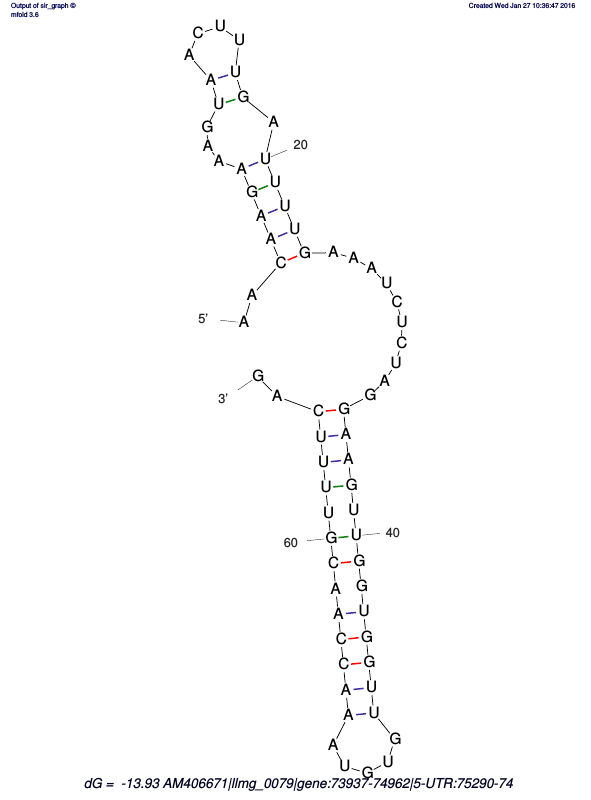 Output of sir_graph ©
mfold 3.6
Created Wed Jan 27 10:36:47 2016
5'
A A C A A G A A A G U A A C U U U G A U
20
U U U G A A A U C U C U A G G A A G U U
40
G G U G G U U G U G U A A A C C A A C G
60
U U U U C A G
3'
dG = -13.93 AM406671|llmg_0079|gene:73937-74962|5-UTR:75290-74